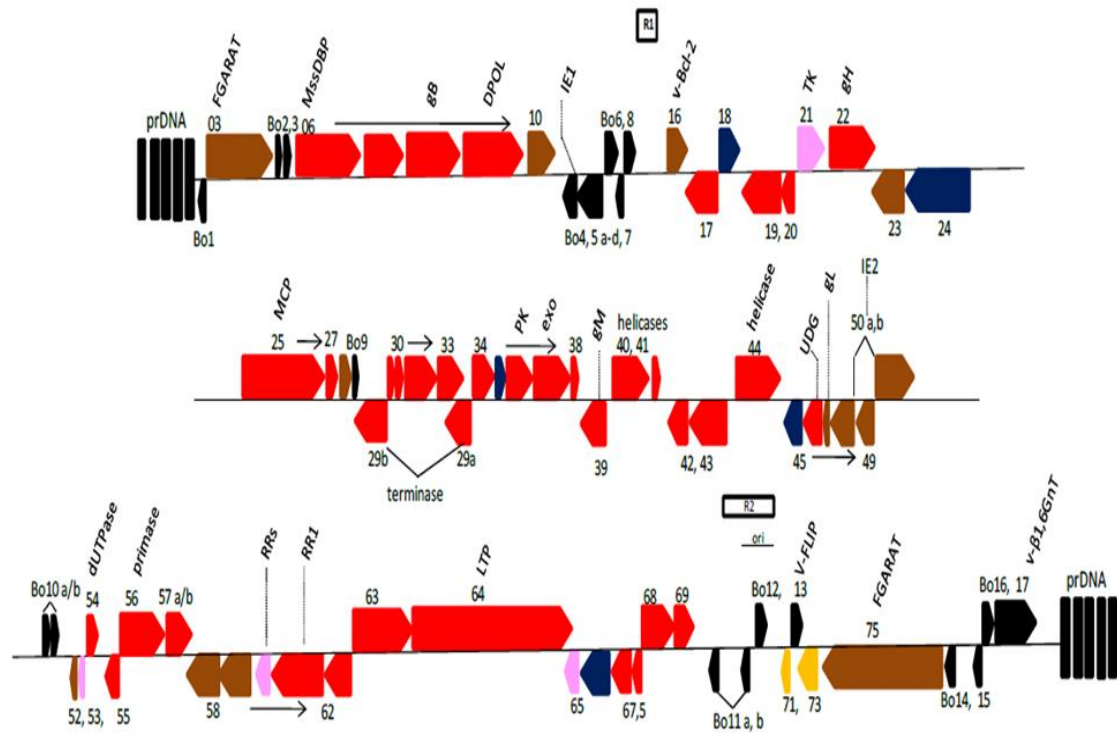 R1
FGARAT MssDBP gB DPOL IE1 v-Bcl-2 TK gH
prDNA 03 Bo2,3 06 10 Bo6, 8 16 18 21 22
Bo1 Bo4, 5 a-d, 7 17 19, 20 23 24
MCP PK exo gM helicases helicase UDG gL IE2
25 27 Bo9 30 33 34 38 40, 41 44 50 a,b
29b 29a 39 42, 43 45 49
terminase
R2
ori
dUTPase primase RRs RR1 LTP V-FLIP FGARAT v-β1,6GnT
Bo10 a/b 54 56 57 a/b 63 64 68 69 Bo12, 13 75 Bo16, 17 prDNA
52, 53, 55 58 62 65 67,5 Bo11 a, b 71, 73 Bo14, 15